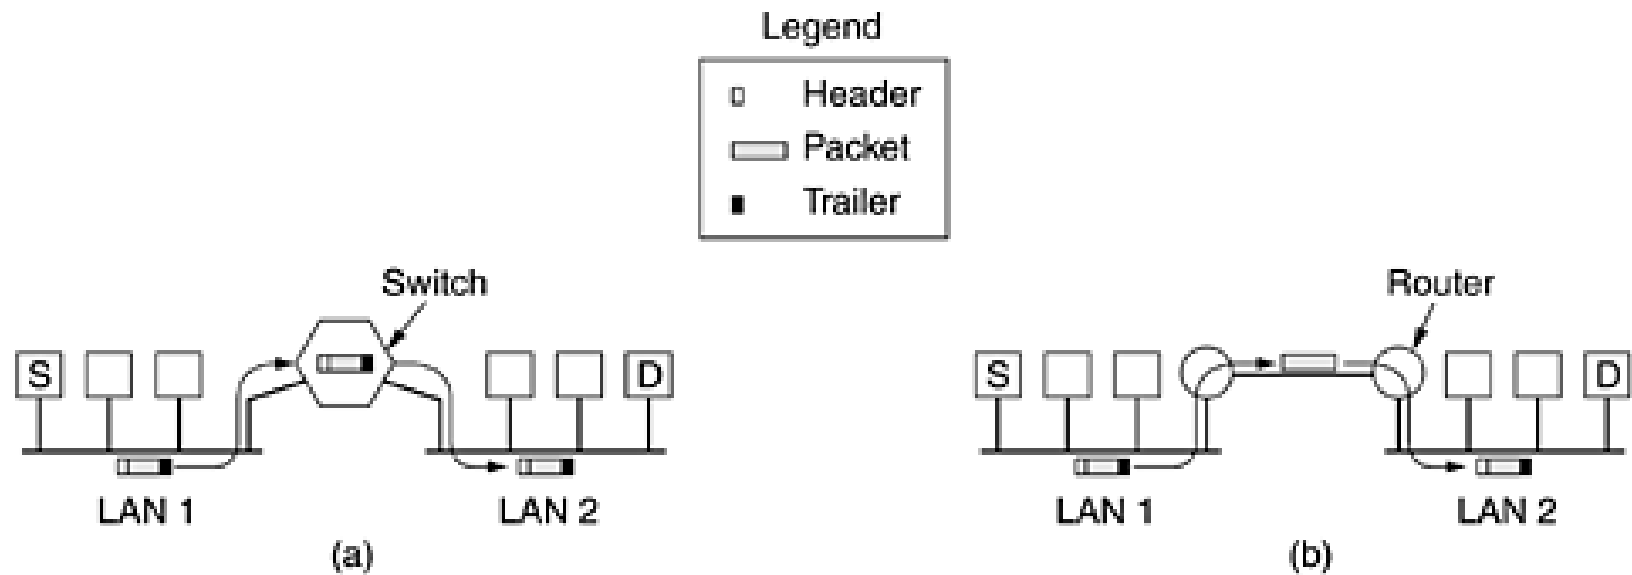 Legend
Header
Packet
Trailer
Switch
S
D
LAN 1
LAN 2
(a)
Router
S
D
LAN 1
LAN 2
(b)